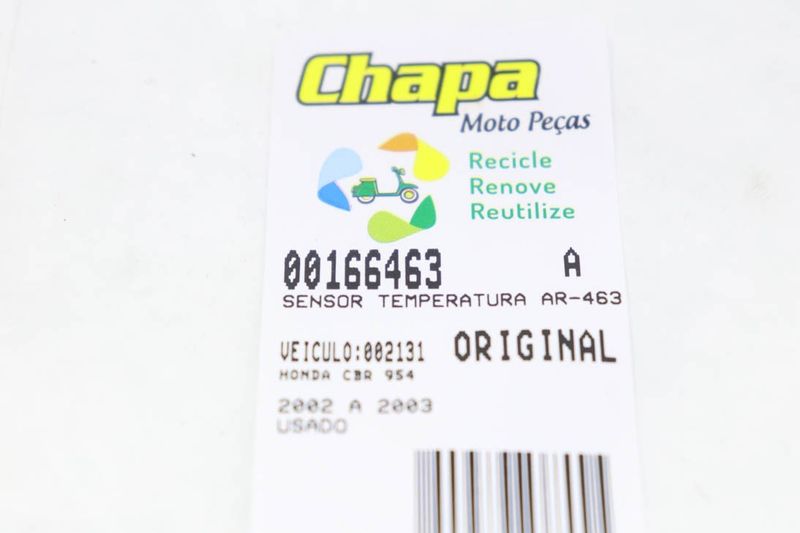 Chapa
Moto Peças
Recicle
Renove
Reutilize
00166463 A
SENSOR TEMPERATURA AR-463
VEICULO:002131 ORIGINAL
HONDA CBR 954
2002 A 2003
USADO